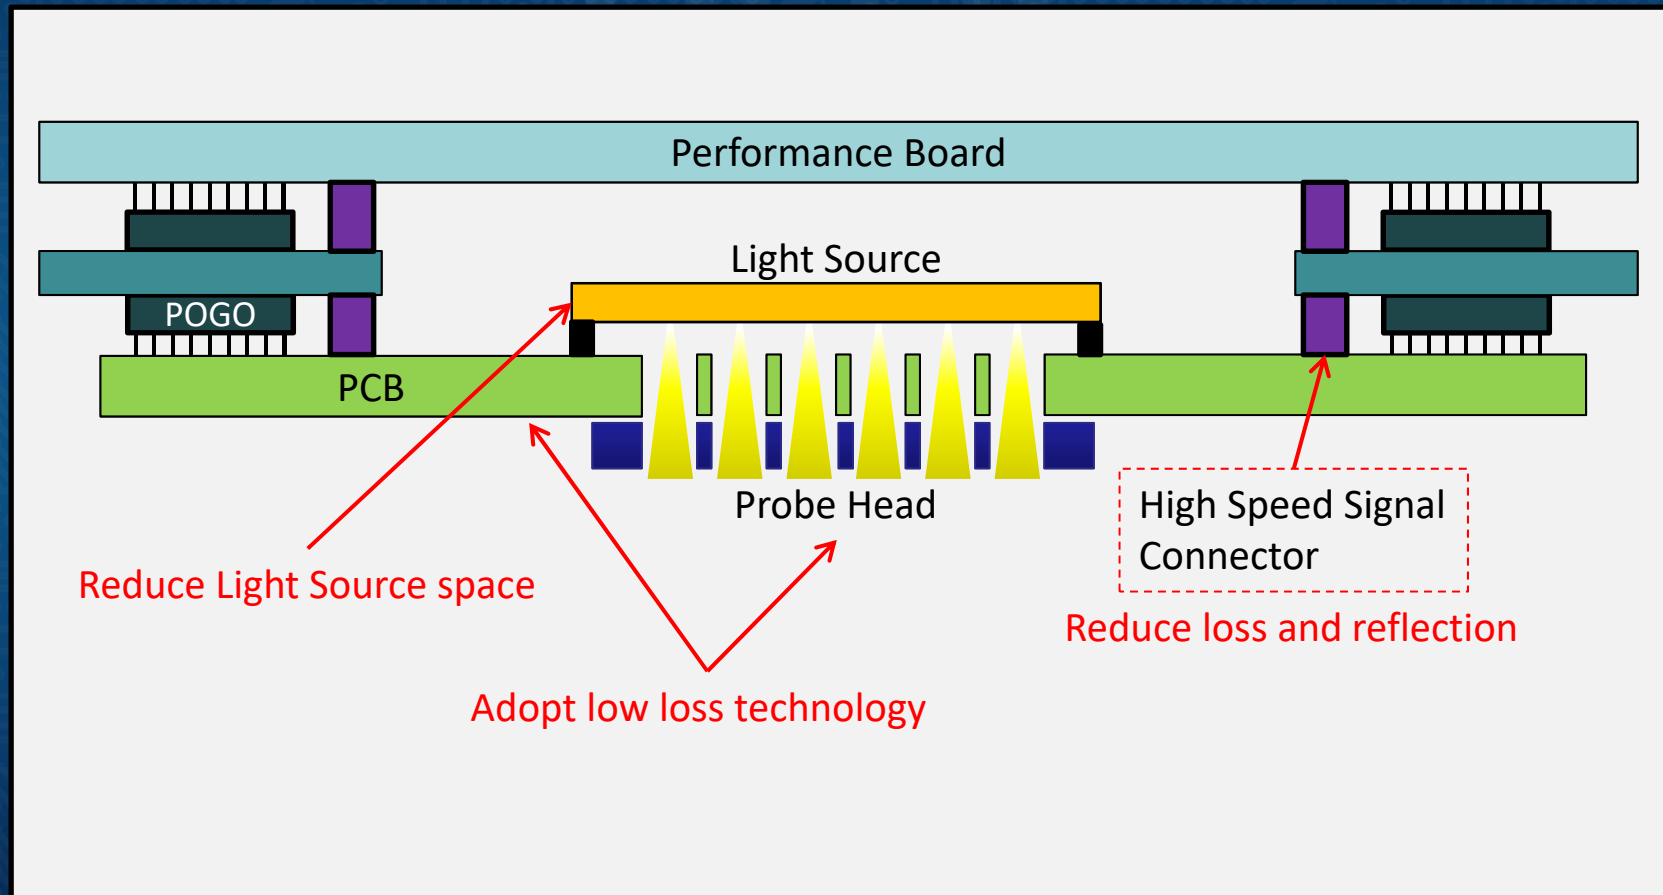 Performance Board
Light Source
POGO
PCB
Probe Head
High Speed Signal
Connector
Reduce Light Source space
Reduce loss and reflection
Adopt low loss technology